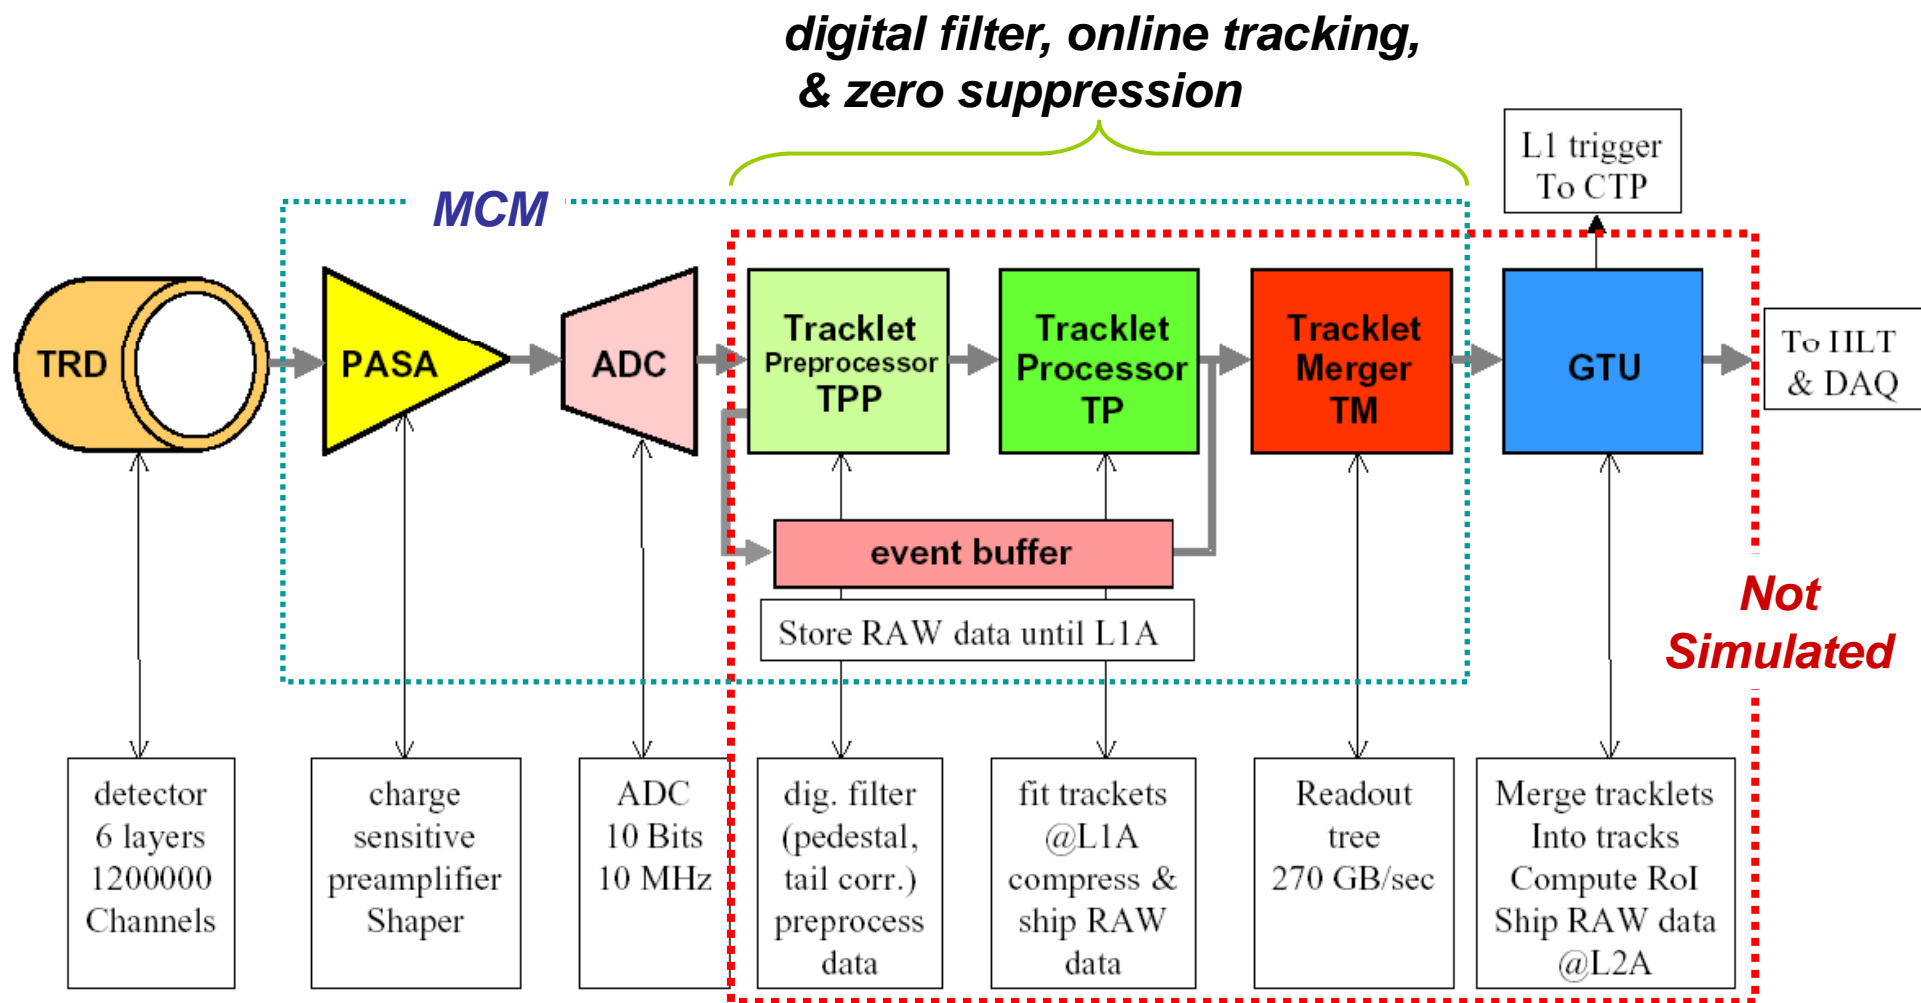 digital filter, online tracking,
& zero suppression
L1 trigger
To CTP
MCM
TRD
PASA
ADC
Tracklet
Preprocessor
TPP
Tracklet
Processor
TP
Tracklet
Merger
TM
GTU
To HLT
& DAQ
event buffer
Store RAW data until L1A
Not
Simulated
detector
6 layers
1200000
Channels
charge
sensitive
preamplifier
Shaper
ADC
10 Bits
10 MHz
dig. filter
(pedestal,
tail corr.)
preprocess
data
fit trackets
@L1A
compress &
ship RAW
data
Readout
tree
270 GB/sec
Merge tracklets
Into tracks
Compute RoI
Ship RAW data
@L2A